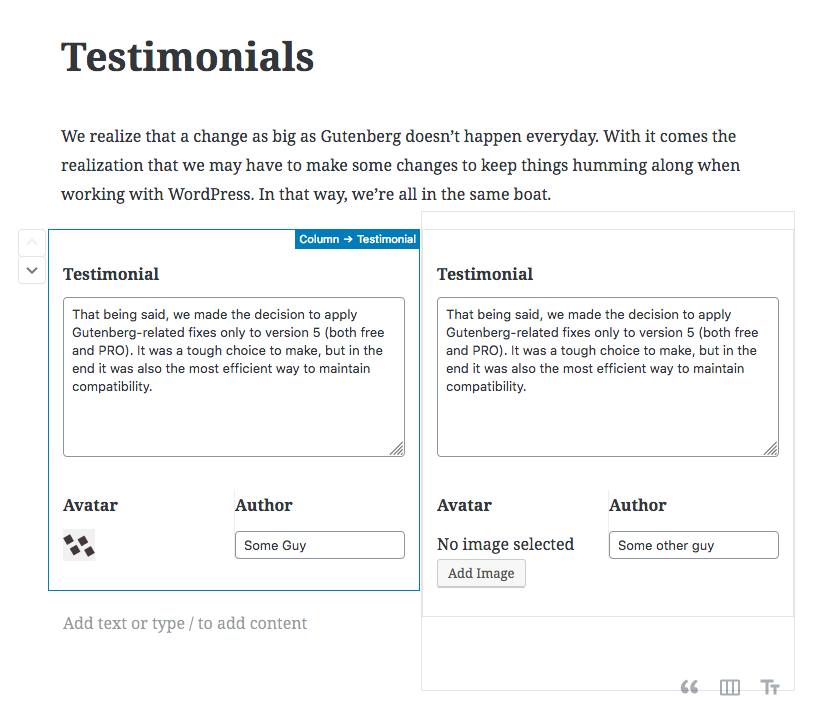 Testimonials
We realize that a change as big as Gutenberg doesn’t happen everyday. With it comes the
realization that we may have to make some changes to keep things humming along when
working with WordPress. In that way, we’re all in the same boat.
Column → Testimonial
Testimonial
That being said, we made the decision to apply
Gutenberg-related fixes only to version 5 (both free
and PRO). It was a tough choice to make, but in the
end it was also the most efficient way to maintain
compatibility.
Avatar
Author
Some Guy
Testimonial
That being said, we made the decision to apply
Gutenberg-related fixes only to version 5 (both free
and PRO). It was a tough choice to make, but in the
end it was also the most efficient way to maintain
compatibility.
Avatar
No image selected
Add Image
Author
Some other guy
Add text or type / to add content